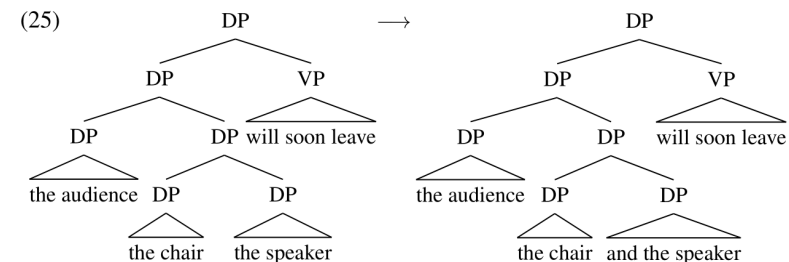 (25) DP → DP
DP VP DP VP
DP DP will soon leave DP DP will soon leave
the audience DP DP the audience DP DP
the chair the speaker the chair and the speaker